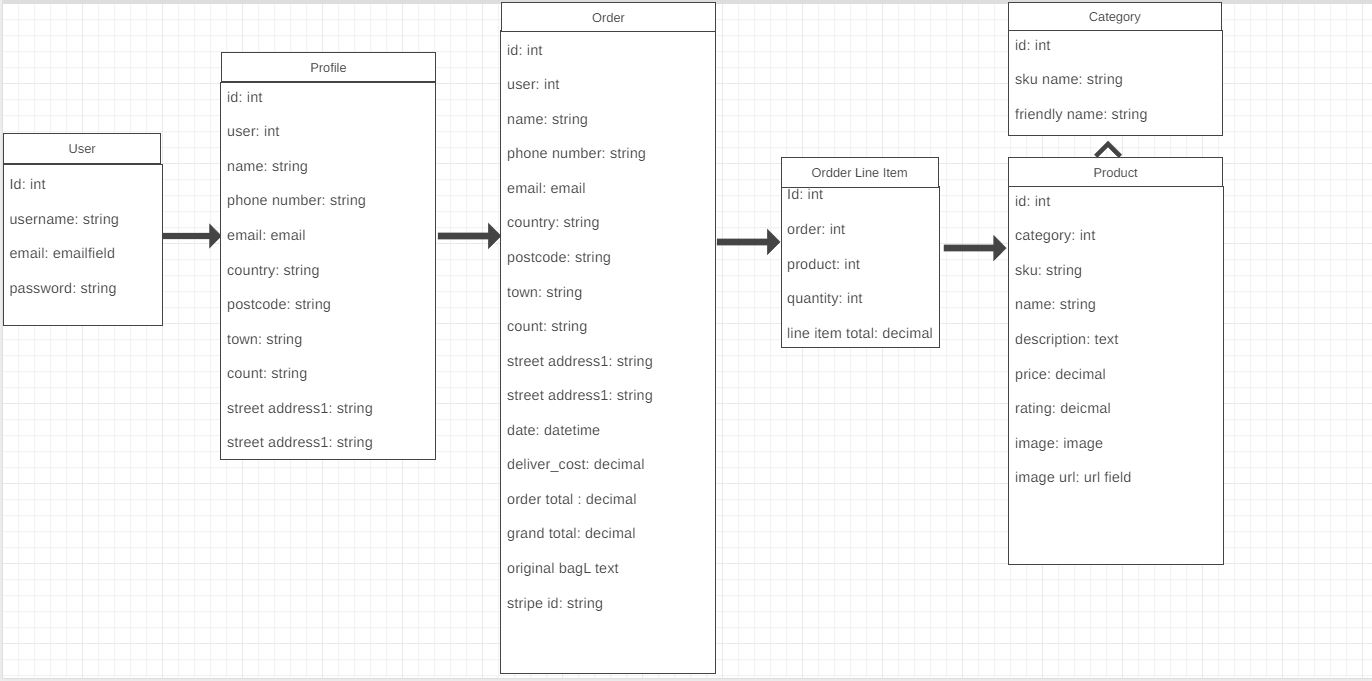 User
Id: int
username: string
email: emailfield
password: string
Profile
id: int
user: int
name: string
phone number: string
email: email
country: string
postcode: string
town: string
count: string
street address1: string
street address1: string
Order
id: int
user: int
name: string
phone number: string
email: email
country: string
postcode: string
town: string
count: string
street address1: string
street address1: string
date: datetime
deliver_cost: decimal
order total : decimal
grand total: decimal
original bagL text
stripe id: string
Ordder Line Item
Id: int
order: int
product: int
quantity: int
line item total: decimal
Category
id: int
sku name: string
friendly name: string
Product
id: int
category: int
sku: string
name: string
description: text
price: decimal
rating: deicmal
image: image
image url: url field